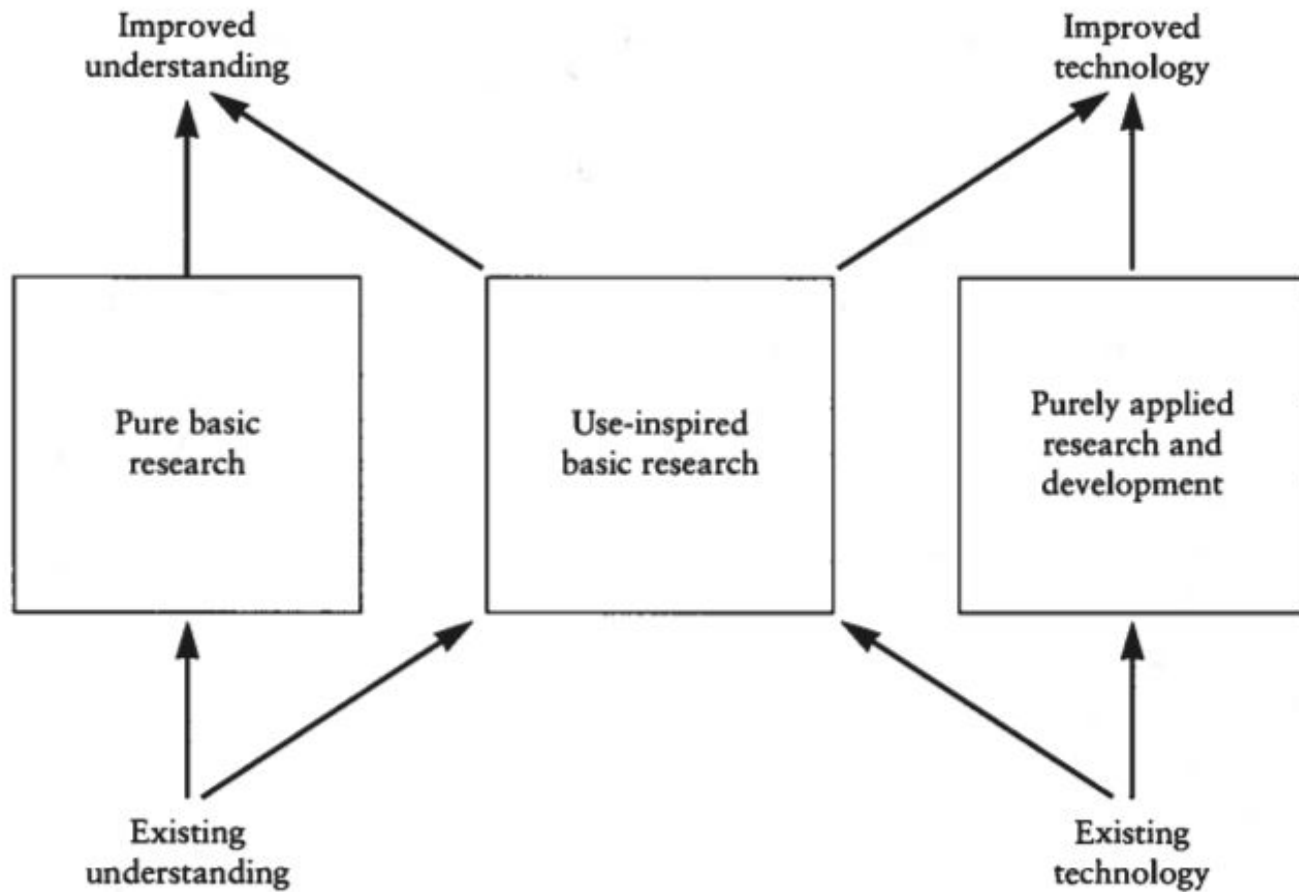 Improved
understanding
Improved
technology
Pure basic
research
Use-inspired
basic research
Purely applied
research and
development
Existing
understanding
Existing
technology